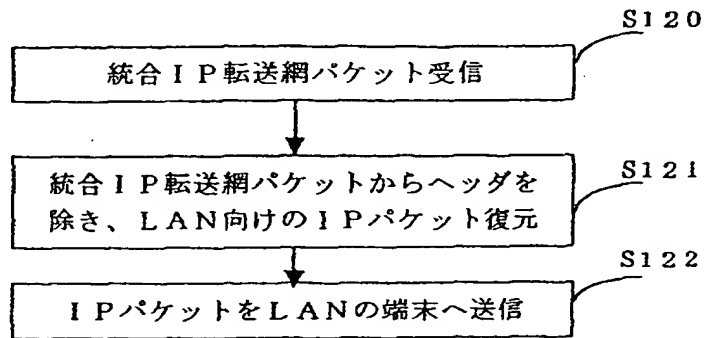 S120
統合IP転送網パケット受信
S121
統合IP転送網パケットからヘッダを
除き、LAN向けのIPパケット復元
S122
IPパケットをLANの端末へ送信